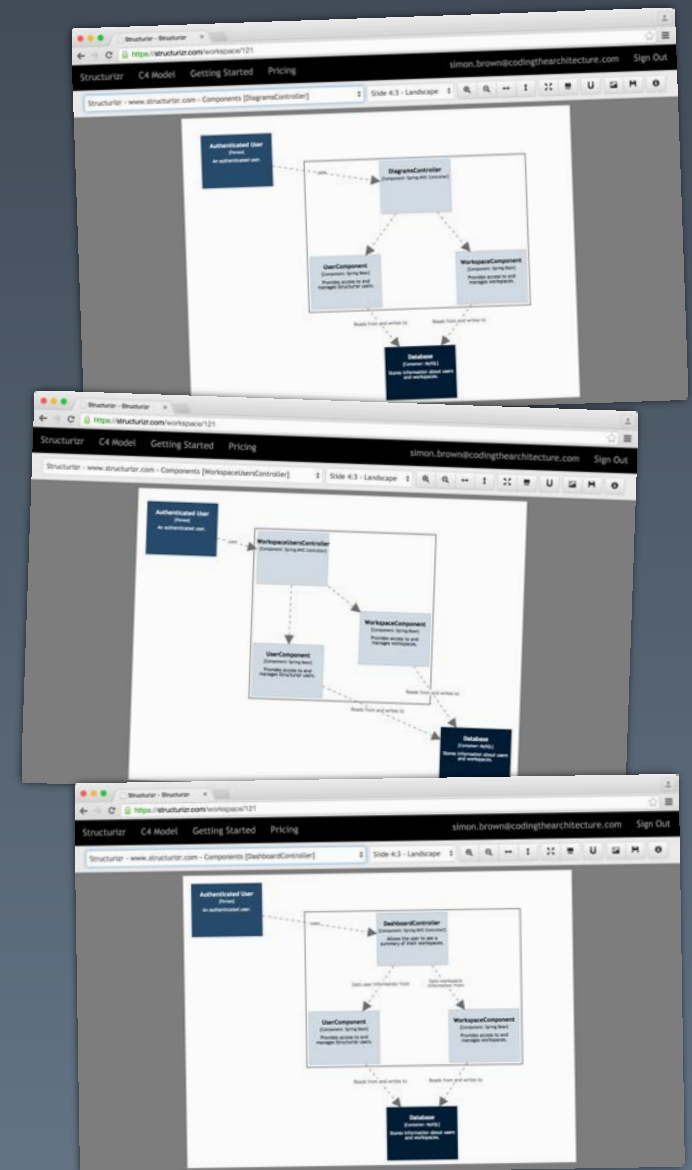 Structurizr - Structurizr
https://structurizr.com/workspace/121
Structurizr C4 Model Getting Started Pricing simon.brown@codingthearchitecture.com Sign Out
Structurizr - www.structurizr.com - Components [DiagramsController] Slide 4:3 - Landscape
Authenticated User
[Person]
An authenticated user.
uses
DiagramsController
[Component: Spring MVC Controller]
UserComponent
[Component: Spring Bean]
Provides access to and
manages Structurizr users.
WorkspaceComponent
[Component: Spring Bean]
Provides access to and
manages workspaces.
Reads from and writes to
Reads from and writes to
Database
[Container: MySQL]
Stores information about users
and workspaces.
Structurizr - Structurizr
https://structurizr.com/workspace/121
Structurizr C4 Model Getting Started Pricing simon.brown@codingthearchitecture.com Sign Out
Structurizr - www.structurizr.com - Components [WorkspaceUsersController] Slide 4:3 - Landscape
Authenticated User
[Person]
An authenticated user.
uses
WorkspaceUsersController
[Component: Spring MVC Controller]
WorkspaceComponent
[Component: Spring Bean]
Provides access to and
manages workspaces.
UserComponent
[Component: Spring Bean]
Provides access to and
manages Structurizr users.
Reads from and writes to
Reads from and writes to
Database
[Container: MySQL]
Stores information about users
and workspaces.
Structurizr - Structurizr
https://structurizr.com/workspace/121
Structurizr C4 Model Getting Started Pricing simon.brown@codingthearchitecture.com Sign Out
Structurizr - www.structurizr.com - Components [DashboardController] Slide 4:3 - Landscape
Authenticated User
[Person]
An authenticated user.
uses
DashboardController
[Component: Spring MVC Controller]
Allows the user to see a
summary of their workspaces.
Gets user information from
Gets workspace
information from
UserComponent
[Component: Spring Bean]
Provides access to and
manages Structurizr users.
WorkspaceComponent
[Component: Spring Bean]
Provides access to and
manages workspaces.
Reads from and writes to
Reads from and writes to
Database
[Container: MySQL]
Stores information about users
and workspaces.